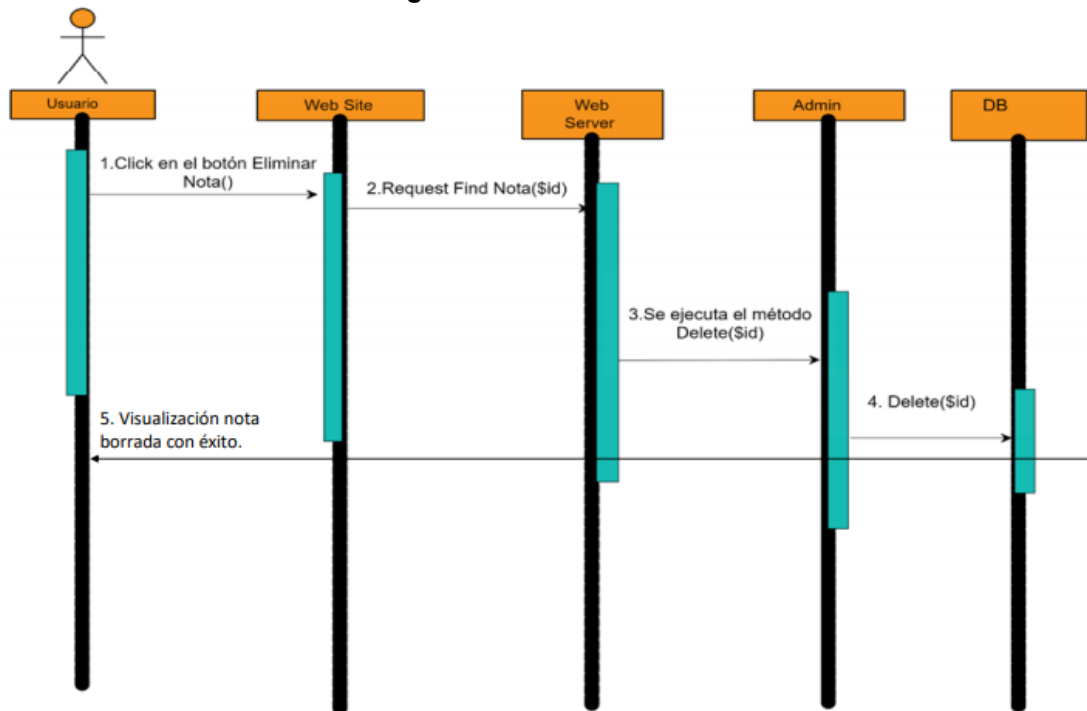 Usuario
Web Site
Web
Server
Admin
DB
1.Click en el botón Eliminar
Nota()
2.Request Find Nota($id)
3.Se ejecuta el método
Delete($id)
4. Delete($id)
5. Visualización nota
borrada con éxito.